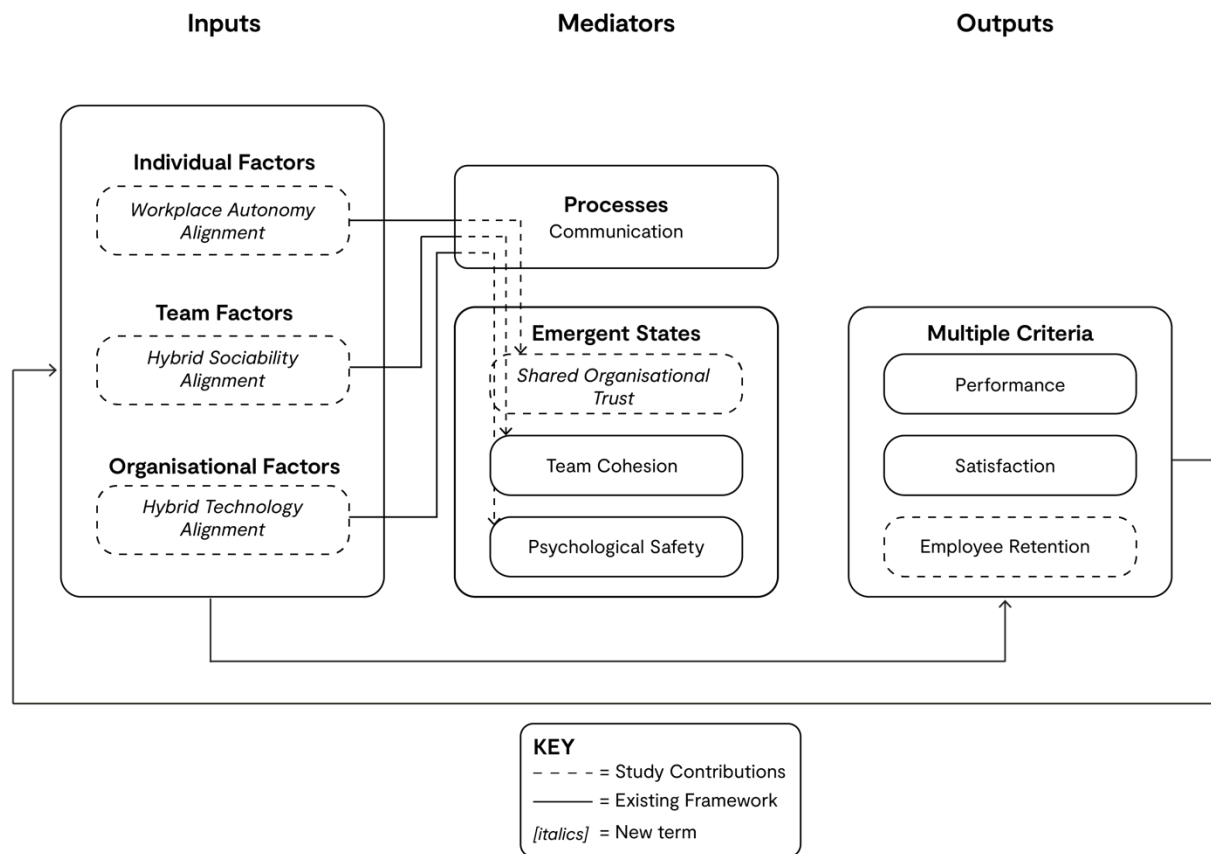 Inputs
Mediators
Outputs
Individual Factors
Workplace Autonomy
Alignment
Team Factors
Hybrid Sociability
Alignment
Organisational Factors
Hybrid Technology
Alignment
Processes
Communication
Emergent States
Shared Organisational
Trust
Team Cohesion
Psychological Safety
Multiple Criteria
Performance
Satisfaction
Employee Retention
KEY
= Study Contributions
= Existing Framework
[italics] = New term